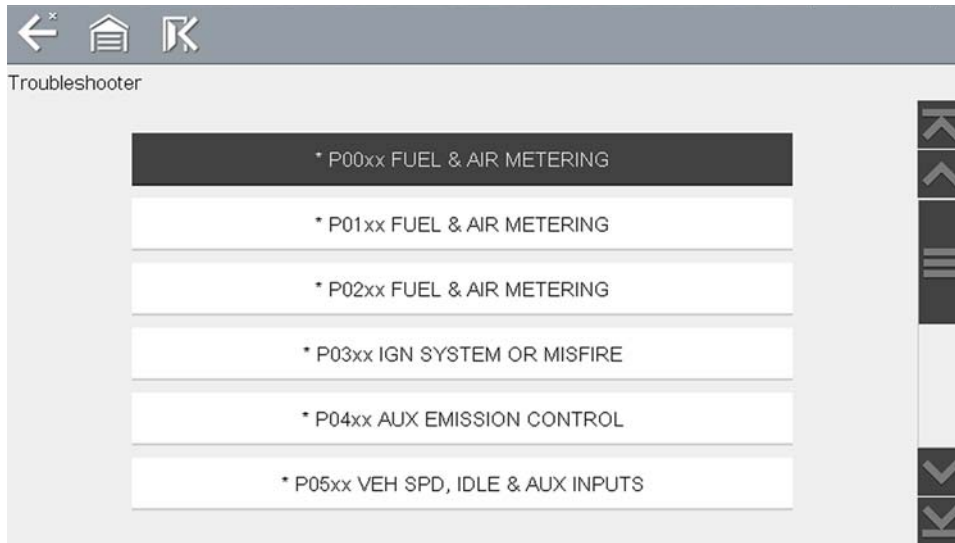 Troubleshooter
* P00xx FUEL & AIR METERING
* P01xx FUEL & AIR METERING
* P02xx FUEL & AIR METERING
* P03xx IGN SYSTEM OR MISFIRE
* P04xx AUX EMISSION CONTROL
* P05xx VEH SPD, IDLE & AUX INPUTS